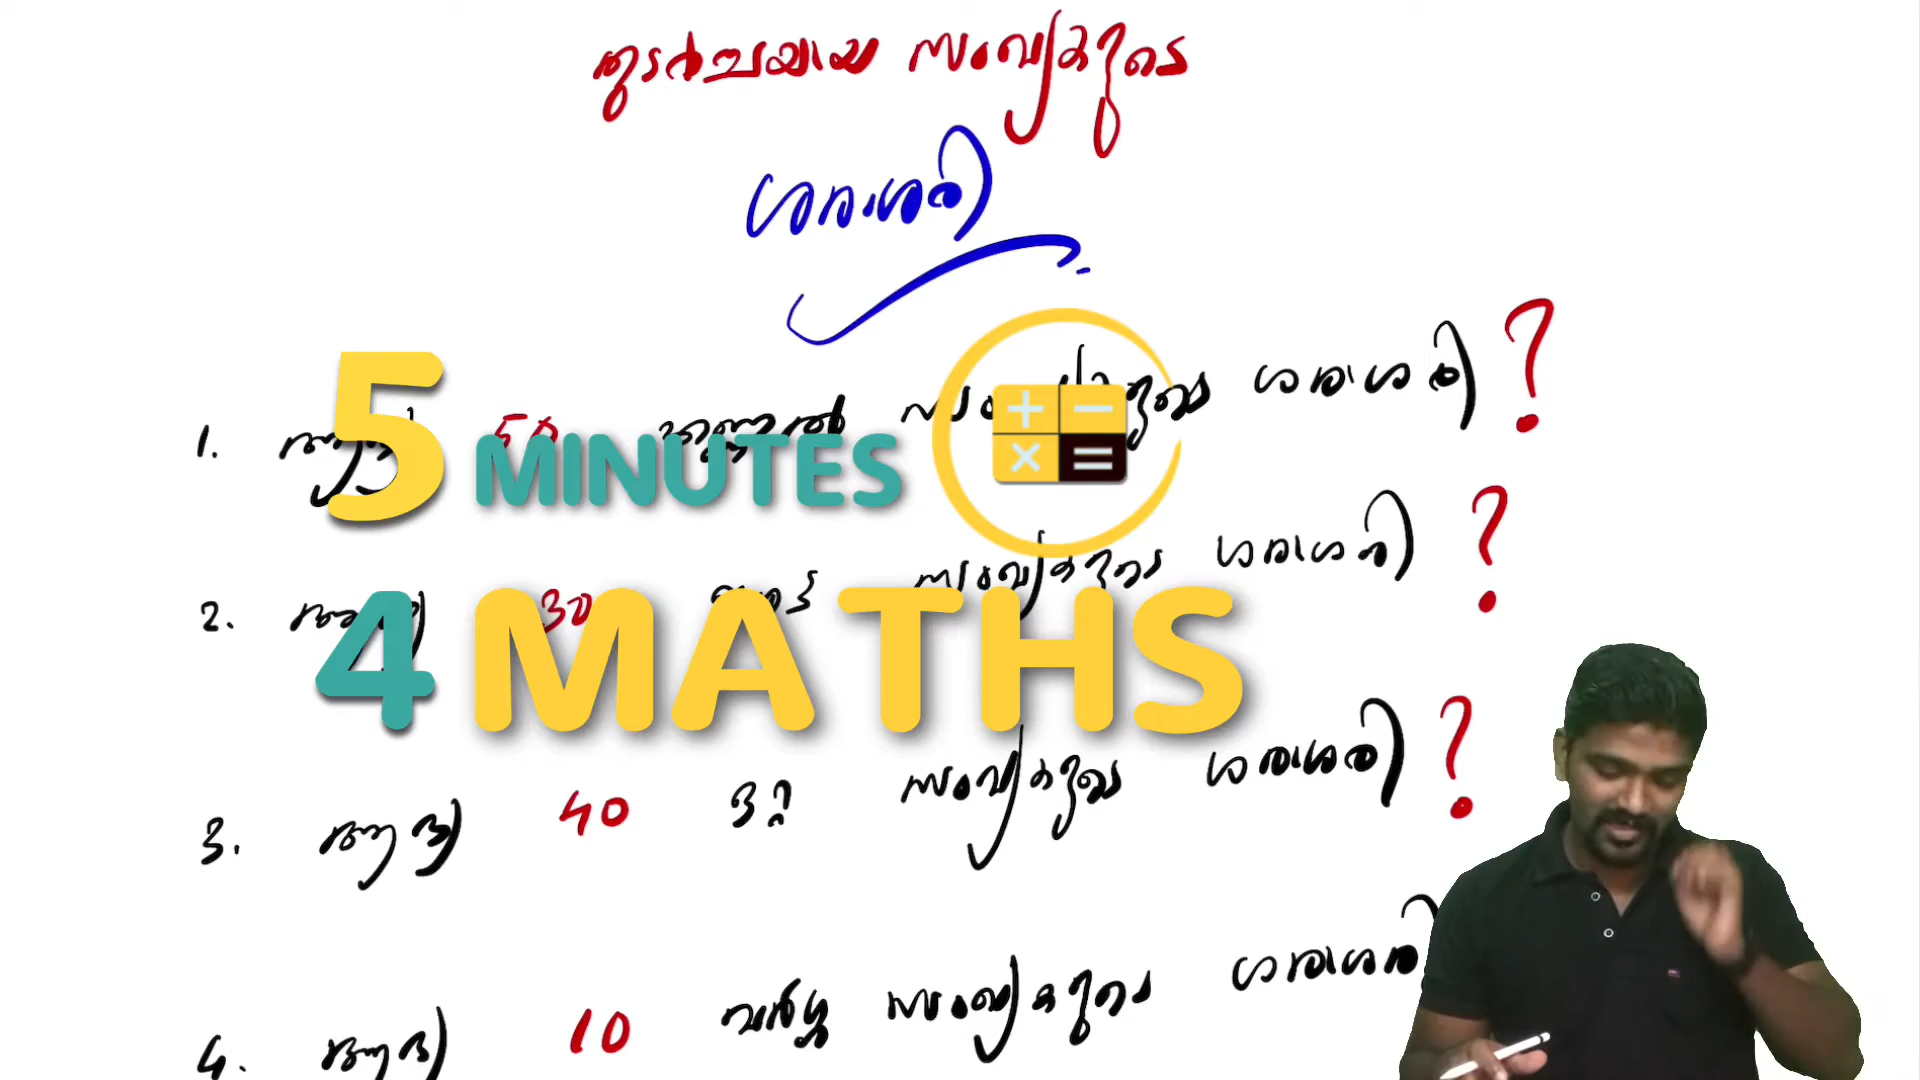 തുടർച്ചയായ സംഖ്യകളുടെ
ശരാശരി
1. ആദ്യ 50 എണ്ണൽ സംഖ്യകളുടെ ശരാശരി ?
5 MINUTES
+ − × =
2. ആദ്യ 30 സംഖ്യകളുടെ ശരാശരി ?
4 MATHS
3. ആദ്യ 40 ഒറ്റ സംഖ്യകളുടെ ശരാശരി ?
4. ആദ്യ 10 വർഗ്ഗ സംഖ്യകളുടെ ശരാശരി